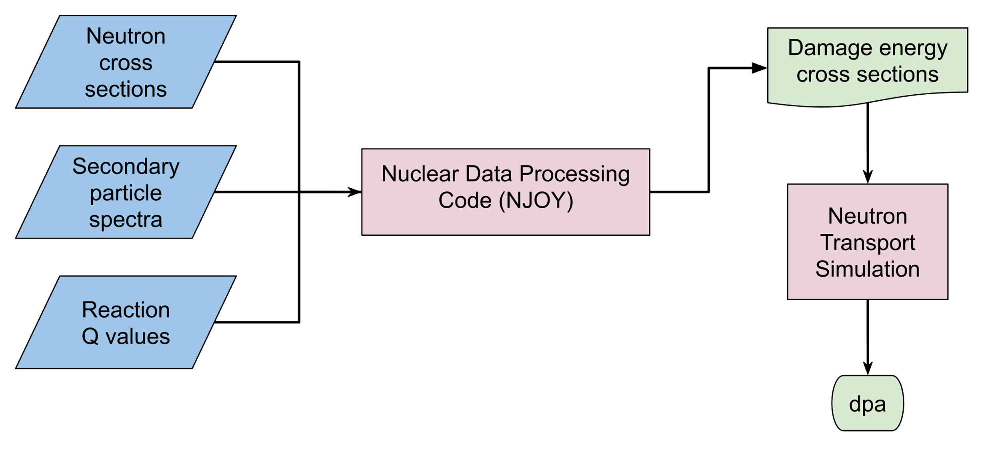 Neutron
cross
sections
Secondary
particle
spectra
Reaction
Q values
Nuclear Data Processing
Code (NJOY)
Damage energy
cross sections
Neutron
Transport
Simulation
dpa